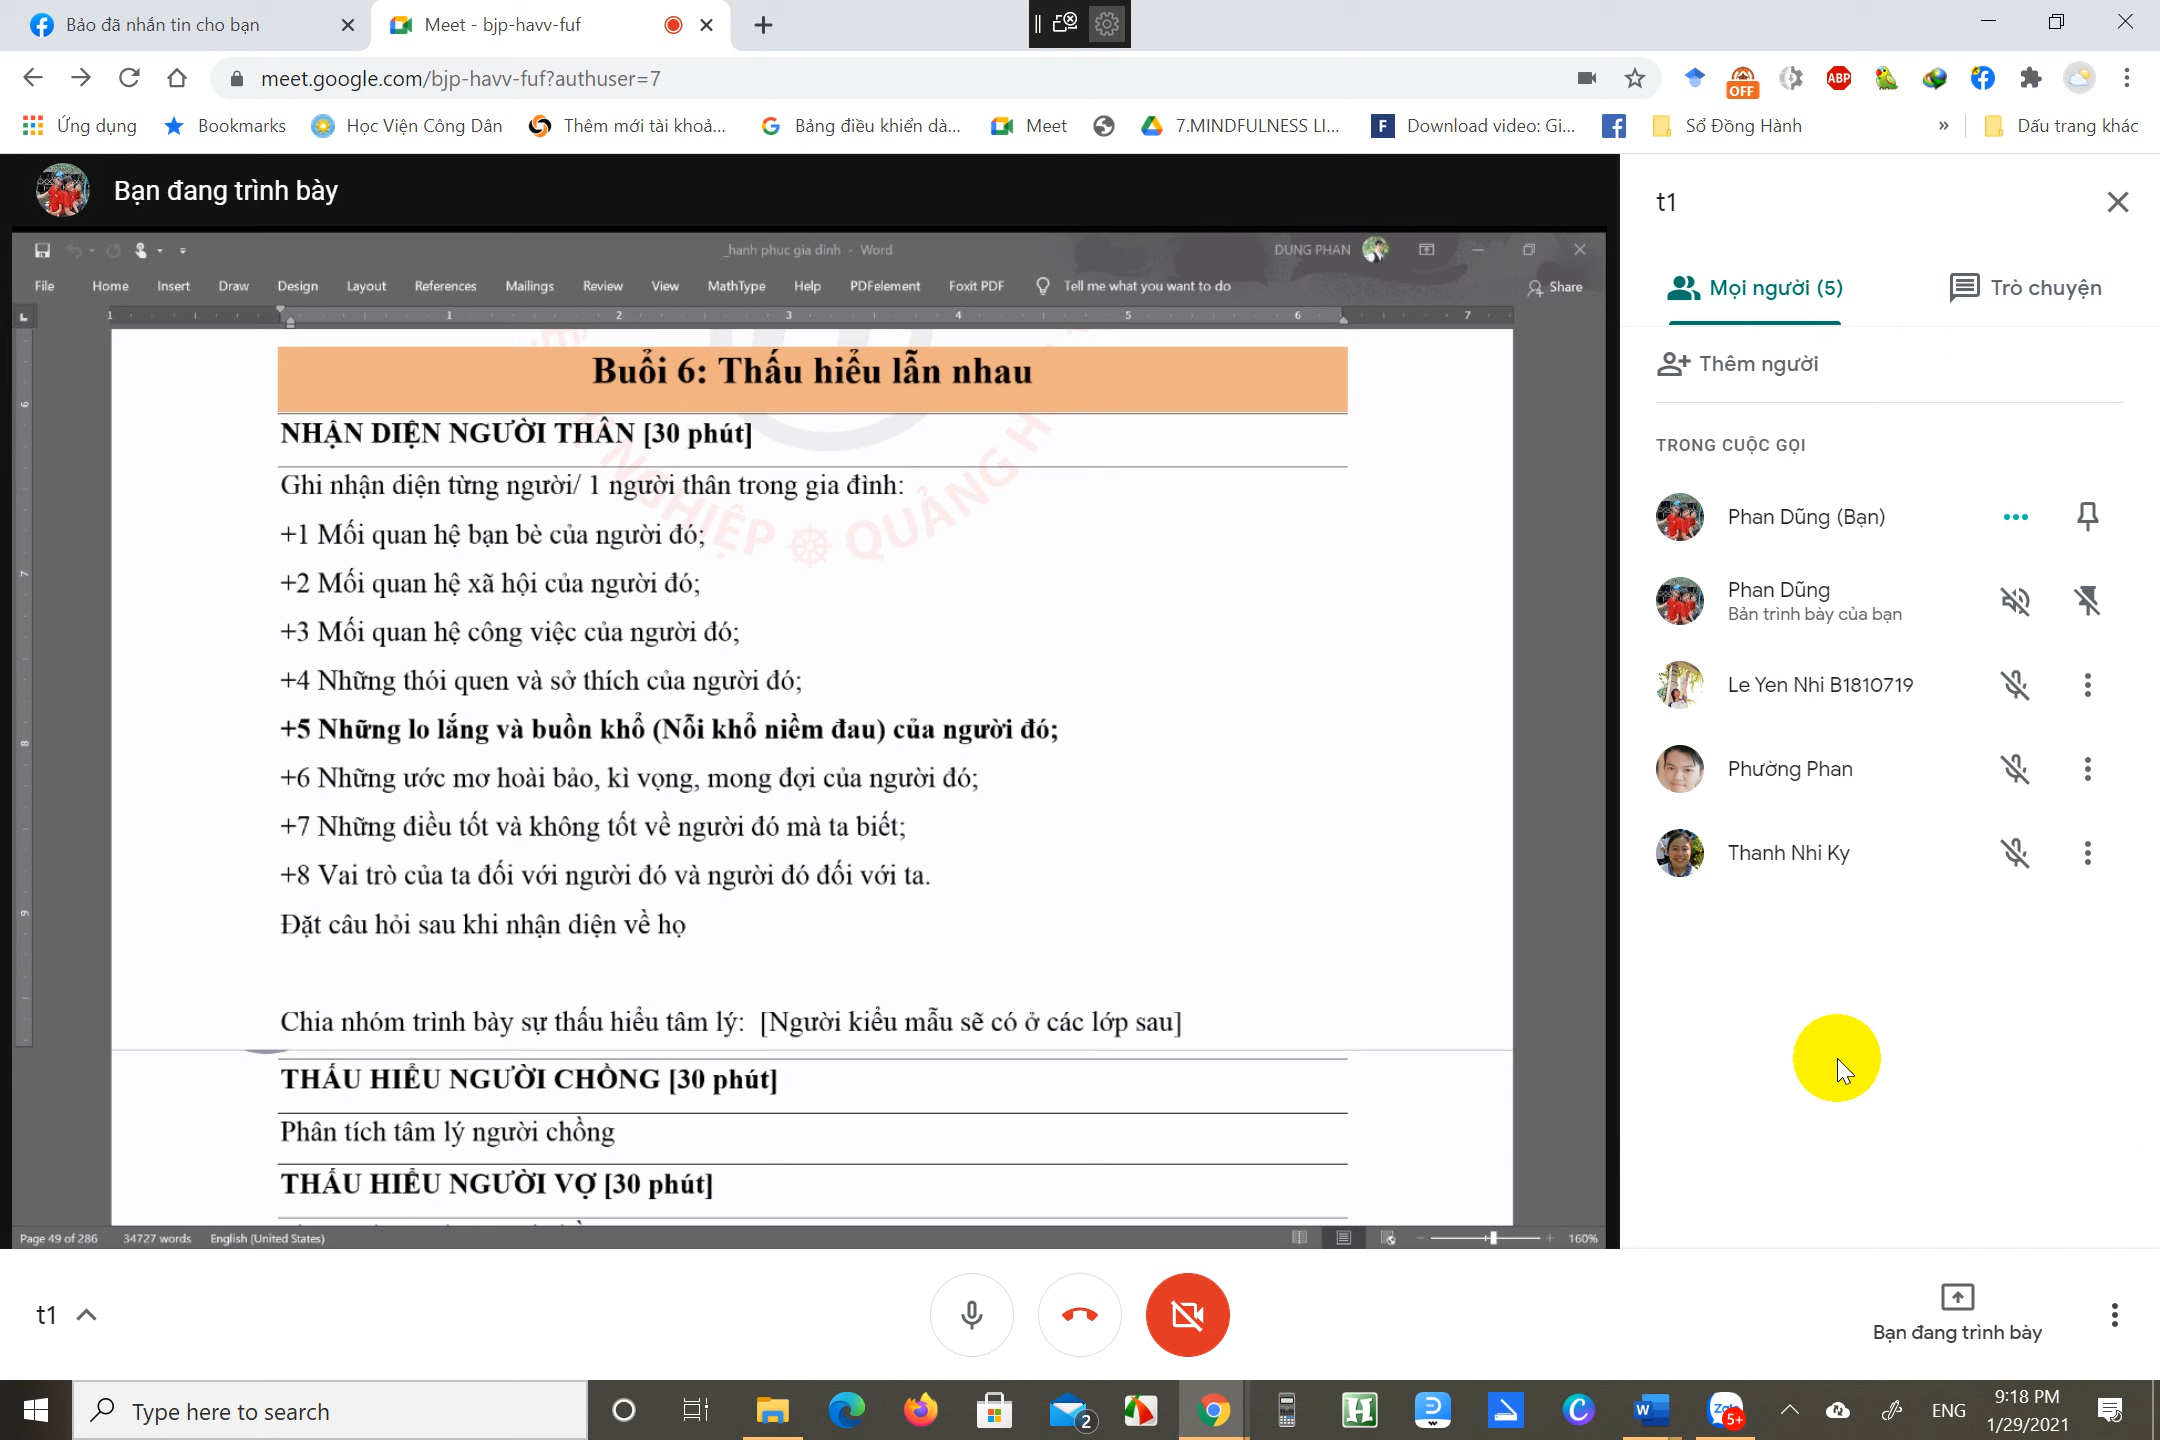 Bảo đã nhắn tin cho bạn
Meet - bjp-havv-fuf
meet.google.com/bjp-havv-fuf?authuser=7
OFF
ABP
Ứng dụng
Bookmarks
Học Viện Công Dân
Thêm mới tài khoả...
Bảng điều khiển dà...
Meet
7.MINDFULNESS LI...
Download video: Gi...
Sổ Đồng Hành
»
Dấu trang khác
Bạn đang trình bày
_hanh phuc gia dinh - Word
DUNG PHAN
File Home Insert Draw Design Layout References Mailings Review View MathType Help PDFelement Foxit PDF Tell me what you want to do Share
1 1 2 3 4 5 6 7
Buổi 6: Thấu hiểu lẫn nhau
NHẬN DIỆN NGƯỜI THÂN [30 phút]
Ghi nhận diện từng người/ 1 người thân trong gia đình:
+1 Mối quan hệ bạn bè của người đó;
+2 Mối quan hệ xã hội của người đó;
+3 Mối quan hệ công việc của người đó;
+4 Những thói quen và sở thích của người đó;
+5 Những lo lắng và buồn khổ (Nỗi khổ niềm đau) của người đó;
+6 Những ước mơ hoài bảo, kì vọng, mong đợi của người đó;
+7 Những điều tốt và không tốt về người đó mà ta biết;
+8 Vai trò của ta đối với người đó và người đó đối với ta.
Đặt câu hỏi sau khi nhận diện về họ
Chia nhóm trình bày sự thấu hiểu tâm lý: [Người kiểu mẫu sẽ có ở các lớp sau]
THẤU HIỂU NGƯỜI CHỒNG [30 phút]
Phân tích tâm lý người chồng
THẤU HIỂU NGƯỜI VỢ [30 phút]
NGHIỆP QUẢNG
Page 49 of 286 34727 words English (United States)
160%
t1
Mọi người (5)
Trò chuyện
Thêm người
TRONG CUỘC GỌI
Phan Dũng (Bạn)
Phan Dũng
Bản trình bày của bạn
Le Yen Nhi B1810719
Phường Phan
Thanh Nhi Ky
t1
Bạn đang trình bày
Type here to search
2
5+
ENG
9:18 PM
1/29/2021